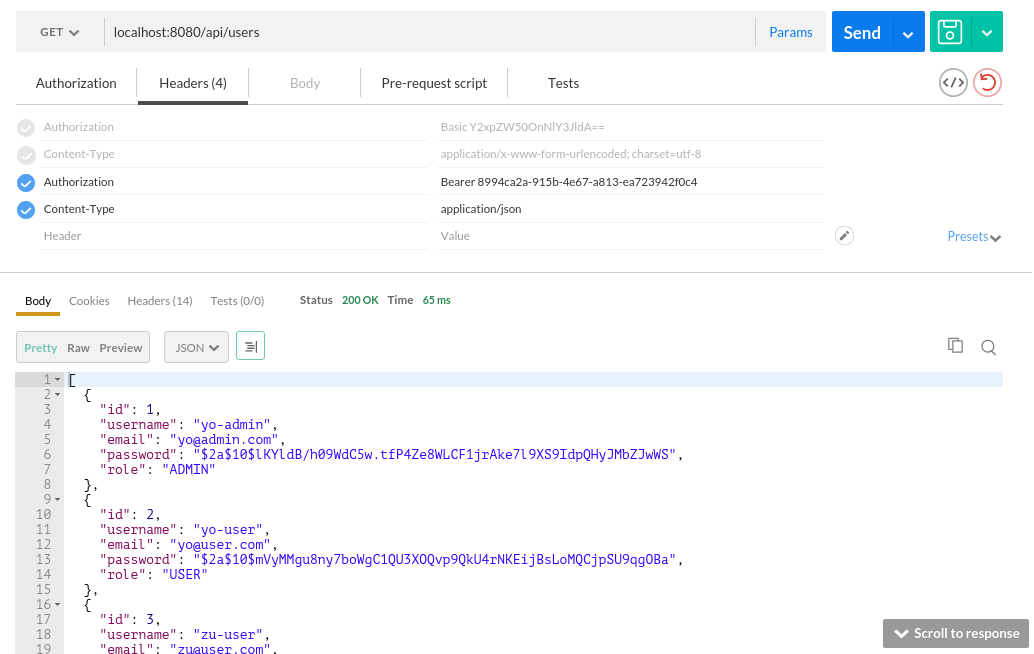 GET localhost:8080/api/users Params Send
Authorization Headers (4) Body Pre-request script Tests </>
Authorization Basic Y2xpZW50OnNlY3JldA==
Content-Type application/x-www-form-urlencoded; charset=utf-8
Authorization Bearer 8994ca2a-915b-4e67-a813-ea723942f0c4
Content-Type application/json
Header Value Presets
Body Cookies Headers (14) Tests (0/0) Status 200 OK Time 65 ms
Pretty Raw Preview JSON
1 [
2 {
3 "id": 1,
4 "username": "yo-admin",
5 "email": "yo@admin.com",
6 "password": "$2a$10$lKYldB/h09WdC5w.tfP4Ze8WLCF1jrAke7l9XS9IdpQHyJMbZJwWS",
7 "role": "ADMIN"
8 },
9 {
10 "id": 2,
11 "username": "yo-user",
12 "email": "yo@user.com",
13 "password": "$2a$10$mVyMMgu8ny7boWgC1QU3XOQvp9QkU4rNKEijBsLoMQCjpSU9qgOBa",
14 "role": "USER"
15 },
16 {
17 "id": 3,
18 "username": "zu-user",
19 "email": "zu@user.com",
Scroll to response